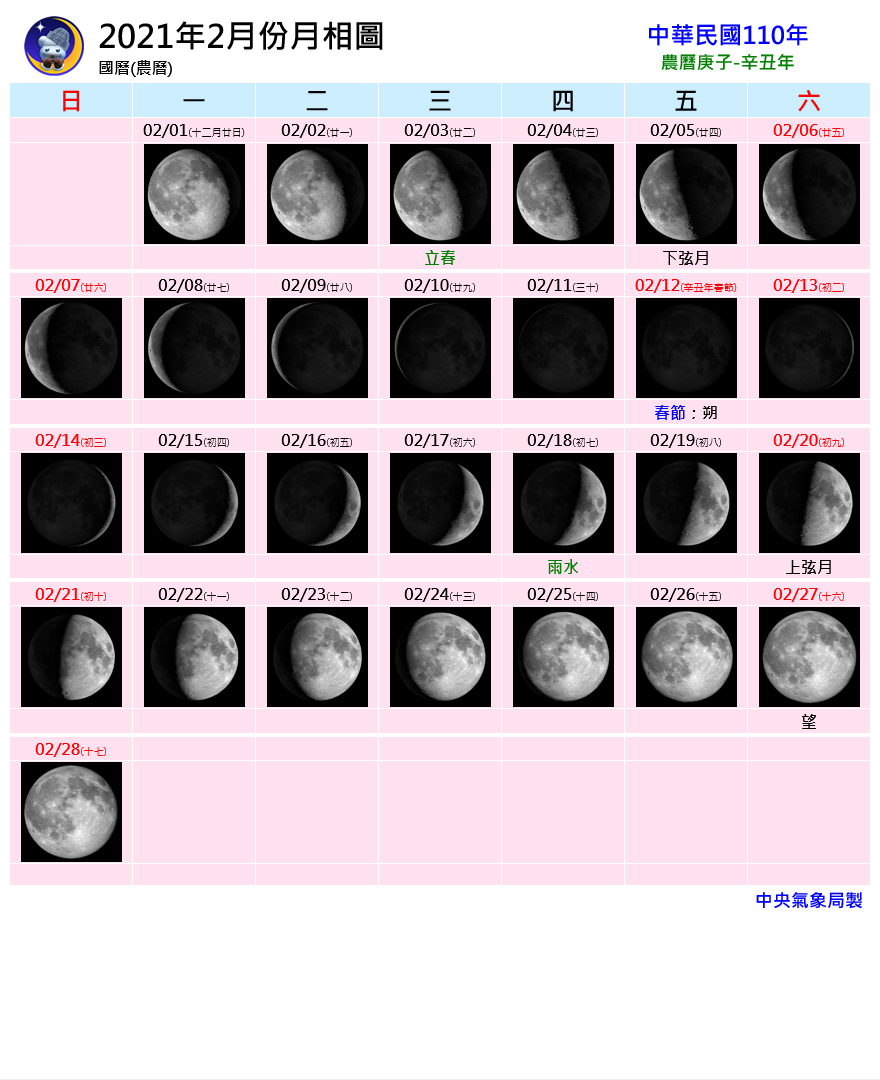 2021年2月份月相圖
國曆(農曆)
中華民國110年
農曆庚子-辛丑年
日 一 二 三 四 五 六
02/01(十二月廿日) 02/02(廿一) 02/03(廿二) 02/04(廿三) 02/05(廿四) 02/06(廿五)
立春 下弦月
02/07(廿六) 02/08(廿七) 02/09(廿八) 02/10(廿九) 02/11(三十) 02/12(辛丑年春節) 02/13(初二)
春節：朔
02/14(初三) 02/15(初四) 02/16(初五) 02/17(初六) 02/18(初七) 02/19(初八) 02/20(初九)
雨水 上弦月
02/21(初十) 02/22(十一) 02/23(十二) 02/24(十三) 02/25(十四) 02/26(十五) 02/27(十六)
望
02/28(十七)
中央氣象局製